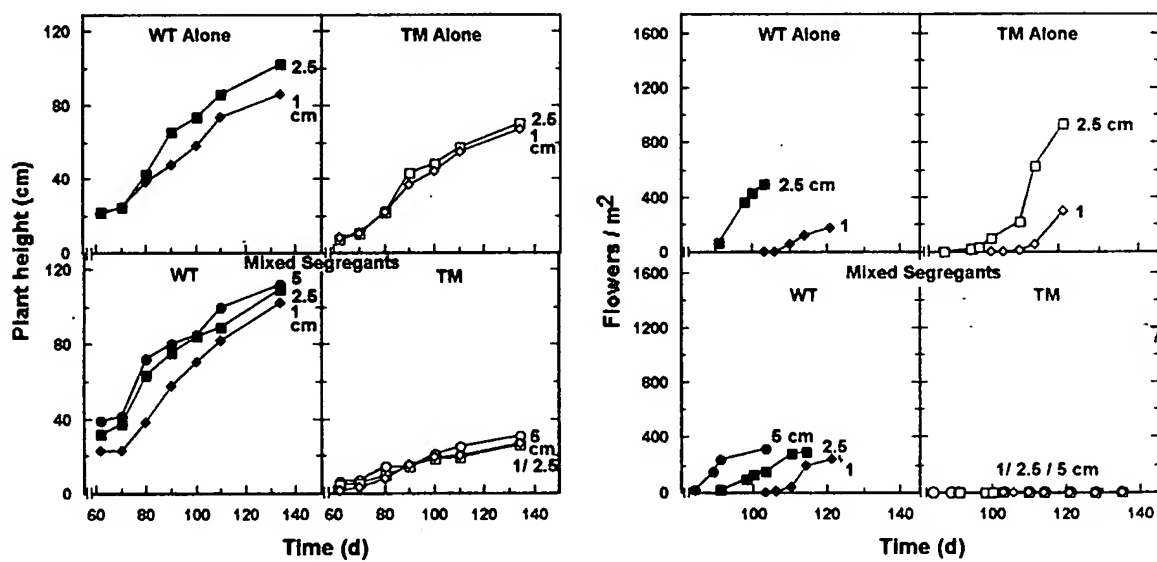 WT Alone
TM Alone
120
80
40
0
2.5
1
cm
2.5
1
cm
Mixed Segregants
WT
TM
120
80
40
0
5
2.5
1
cm
5
cm
1/ 2.5
60 80 100 120 140
60 80 100 120 140
Plant height (cm)
Time (d)
WT Alone
TM Alone
1600
1200
800
400
0
2.5 cm
1
2.5 cm
1
Mixed Segregants
WT
TM
1600
1200
800
400
0
5 cm
2.5
1
1/ 2.5 / 5 cm
100 120 140
100 120 140
Flowers / m²
Time (d)